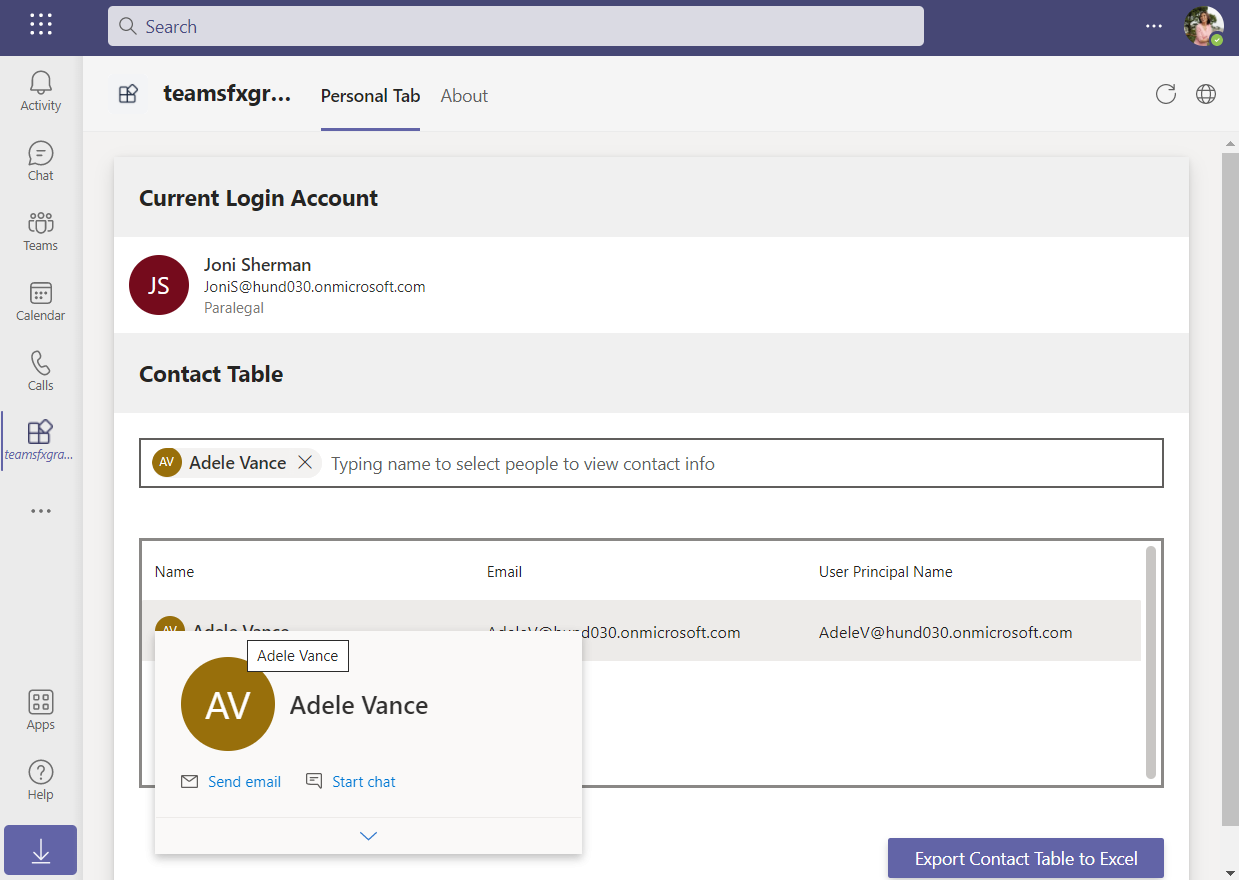 Search
Activity
Chat
Teams
Calendar
Calls
teamsfxgra...
Apps
Help
teamsfxgr... Personal Tab About
Current Login Account
JS
Joni Sherman
JoniS@hund030.onmicrosoft.com
Paralegal
Contact Table
AV Adele Vance Typing name to select people to view contact info
Name Email User Principal Name
AV Adele Vance AdeleV@hund030.onmicrosoft.com AdeleV@hund030.onmicrosoft.com
Adele Vance
AV Adele Vance
Send email Start chat
Export Contact Table to Excel